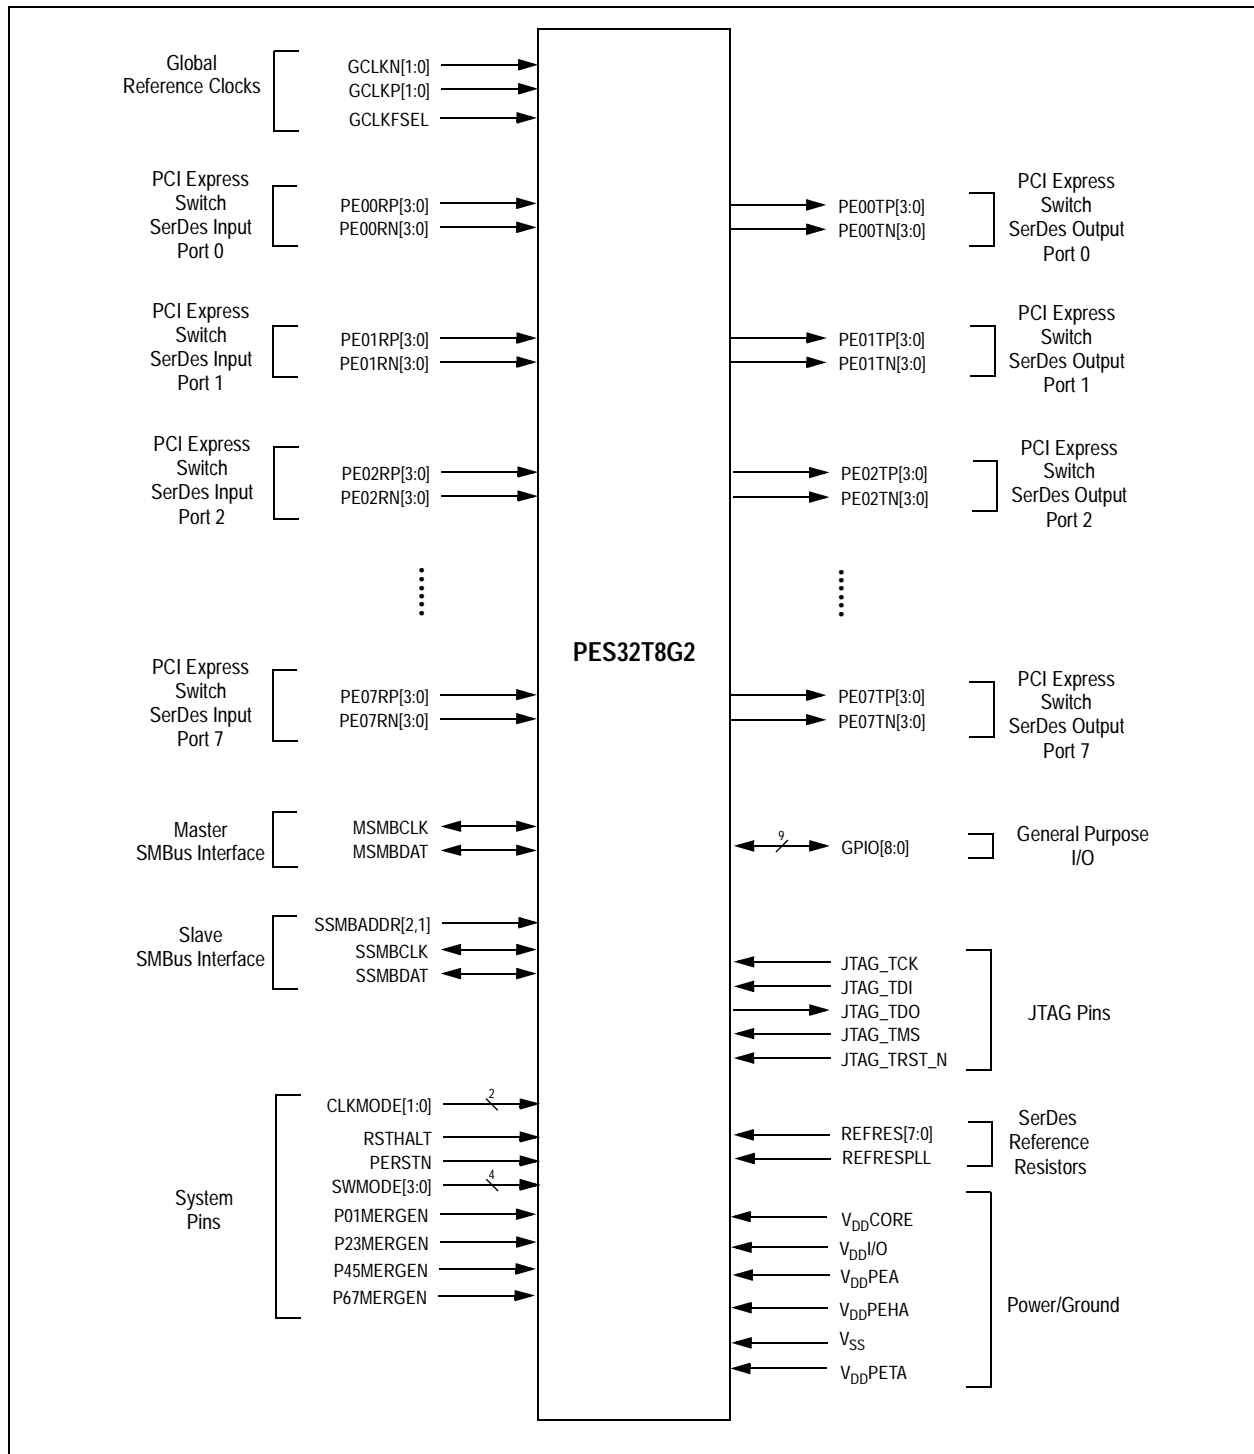 Global
Reference Clocks
GCLKN[1:0]
GCLKP[1:0]
GCLKFSEL
PCI Express
Switch
SerDes Input
Port 0
PE00RP[3:0]
PE00RN[3:0]
PE00TP[3:0]
PE00TN[3:0]
PCI Express
Switch
SerDes Output
Port 0
PCI Express
Switch
SerDes Input
Port 1
PE01RP[3:0]
PE01RN[3:0]
PE01TP[3:0]
PE01TN[3:0]
PCI Express
Switch
SerDes Output
Port 1
PCI Express
Switch
SerDes Input
Port 2
PE02RP[3:0]
PE02RN[3:0]
PE02TP[3:0]
PE02TN[3:0]
PCI Express
Switch
SerDes Output
Port 2
PES32T8G2
PCI Express
Switch
SerDes Input
Port 7
PE07RP[3:0]
PE07RN[3:0]
PE07TP[3:0]
PE07TN[3:0]
PCI Express
Switch
SerDes Output
Port 7
Master
SMBus Interface
MSMBCLK
MSMBDAT
9
GPIO[8:0]
General Purpose
I/O
Slave
SMBus Interface
SSMBADDR[2,1]
SSMBCLK
SSMBDAT
JTAG_TCK
JTAG_TDI
JTAG_TDO
JTAG_TMS
JTAG_TRST_N
JTAG Pins
System
Pins
CLKMODE[1:0]
2
RSTHALT
PERSTN
SWMODE[3:0]
4
P01MERGEN
P23MERGEN
P45MERGEN
P67MERGEN
REFRES[7:0]
REFRESPLL
SerDes
Reference
Resistors
VDDCORE
VDDI/O
VDDPEA
VDDPEHA
VSS
VDDPETA
Power/Ground